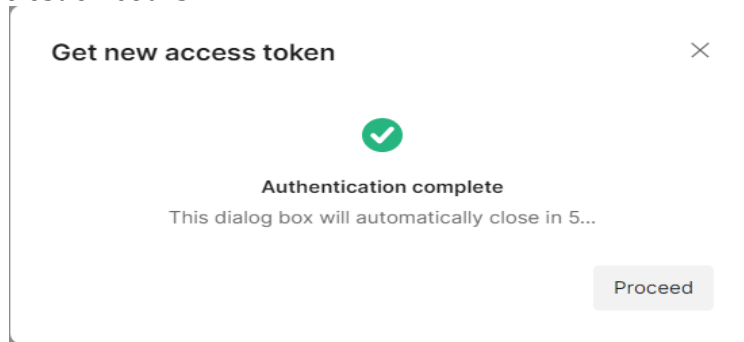 Get new access token
Authentication complete
This dialog box will automatically close in 5...
Proceed